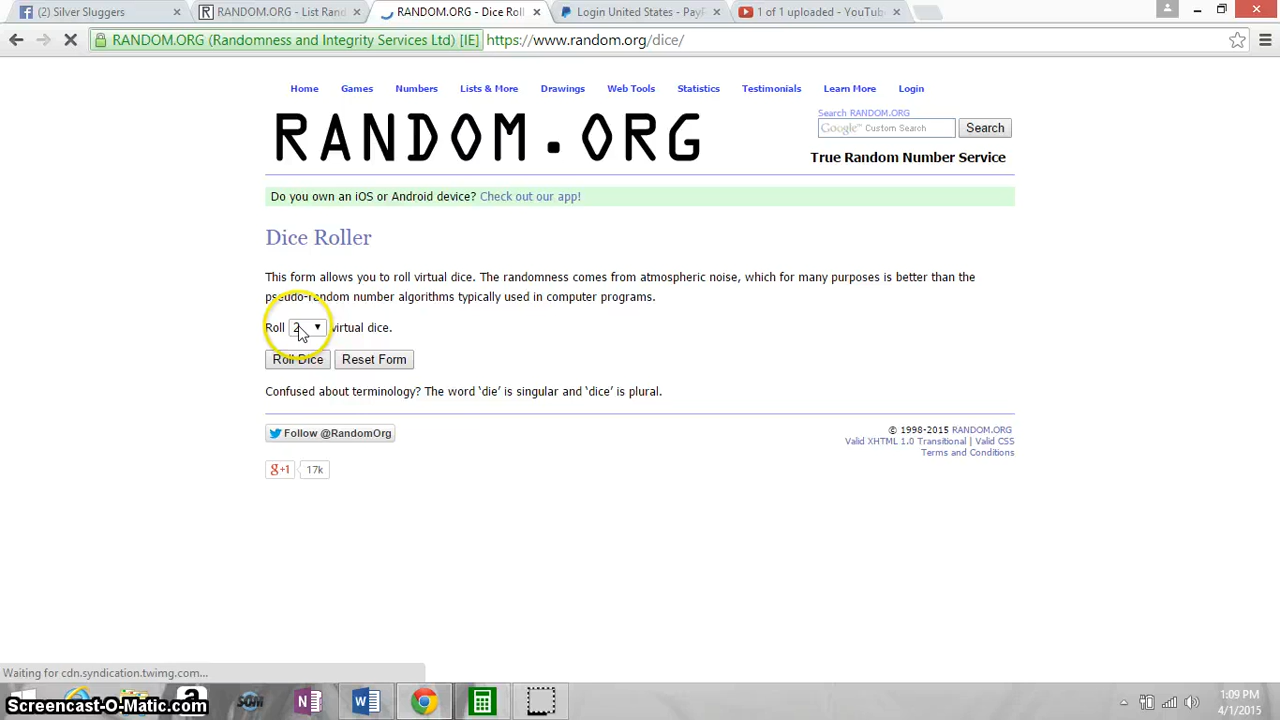 (2) Silver Sluggers
RANDOM.ORG - List Rand
RANDOM.ORG - Dice Roll
Login United States - PayP
1 of 1 uploaded - YouTube
RANDOM.ORG (Randomness and Integrity Services Ltd) [IE]
https://www.random.org/dice/
Home Games Numbers Lists & More Drawings Web Tools Statistics Testimonials Learn More Login
RANDOM.ORG
Search RANDOM.ORG
Google™ Custom Search
Search
True Random Number Service
Do you own an iOS or Android device? Check out our app!
Dice Roller
This form allows you to roll virtual dice. The randomness comes from atmospheric noise, which for many purposes is better than the
pseudo-random number algorithms typically used in computer programs.
Roll 2 virtual dice.
Roll Dice Reset Form
Confused about terminology? The word ‘die’ is singular and ‘dice’ is plural.
Follow @RandomOrg
© 1998-2015 RANDOM.ORG
Valid XHTML 1.0 Transitional | Valid CSS
Terms and Conditions
g+1 17k
Waiting for cdn.syndication.twimg.com...
Screencast-O-Matic.com
SOM
1:09 PM
4/1/2015